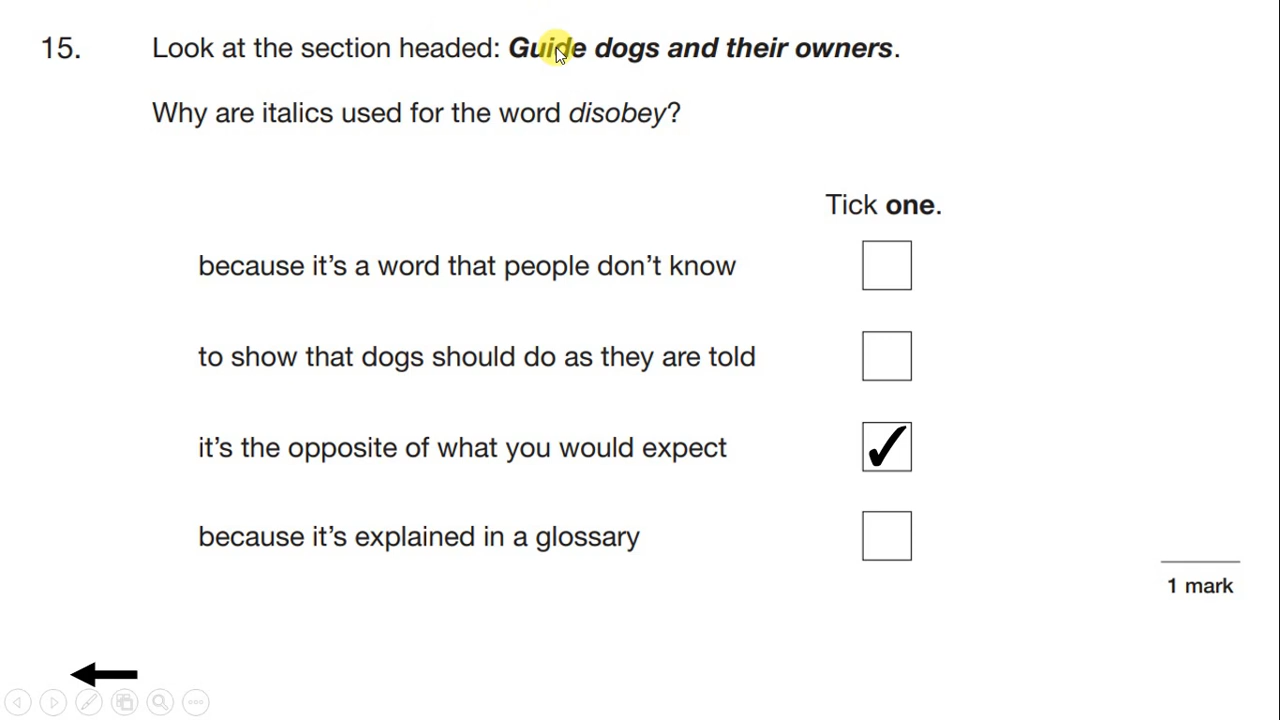 15. Look at the section headed: Guide dogs and their owners.
Why are italics used for the word disobey?
Tick one.
because it's a word that people don't know
to show that dogs should do as they are told
it's the opposite of what you would expect
because it's explained in a glossary
1 mark